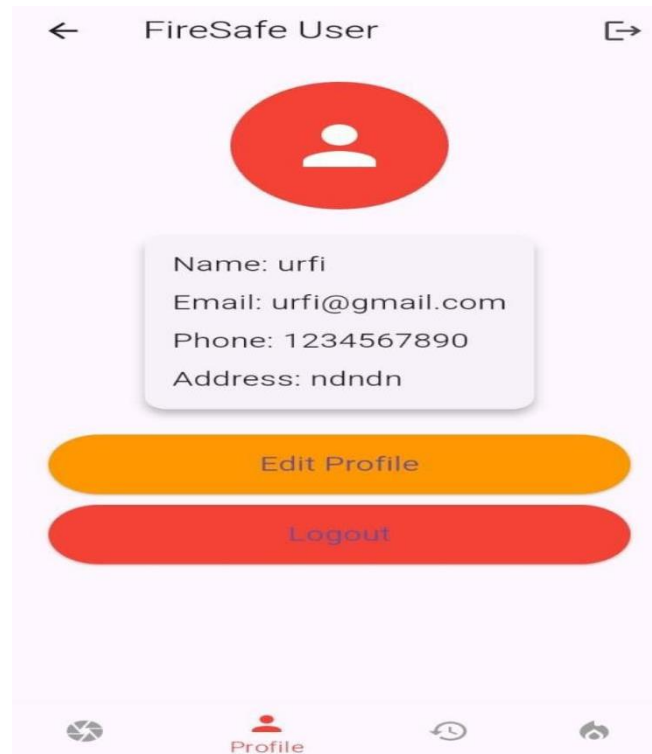 FireSafe User
Name: urfi
Email: urfi@gmail.com
Phone: 1234567890
Address: ndndn
Edit Profile
Logout
Profile